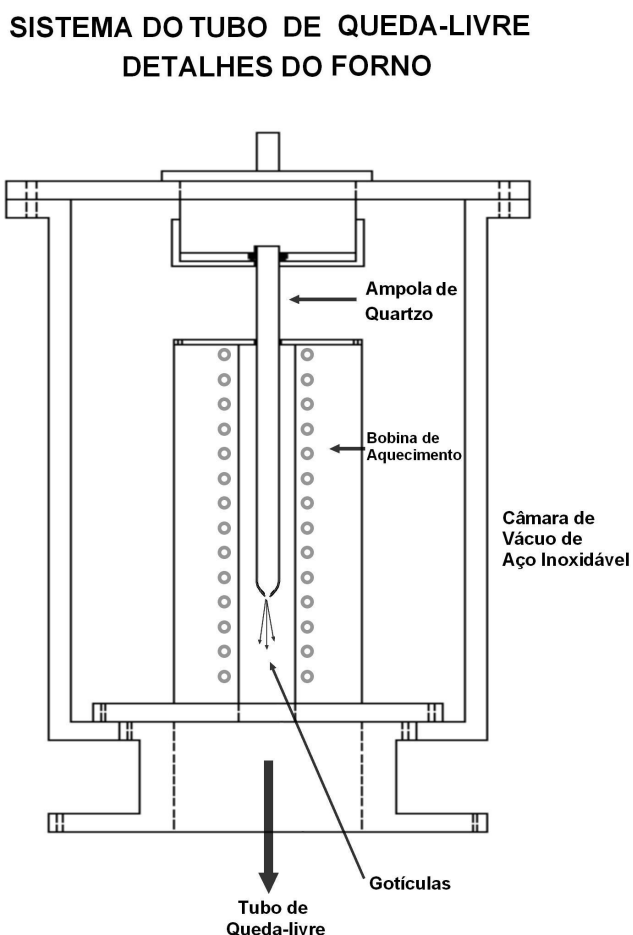 SISTEMA DO TUBO DE QUEDA-LIVRE
DETALHES DO FORNO
Ampola de
Quartzo
Bobina de
Aquecimento
Câmara de
Vácuo de
Aço Inoxidável
Gotículas
Tubo de
Queda-livre